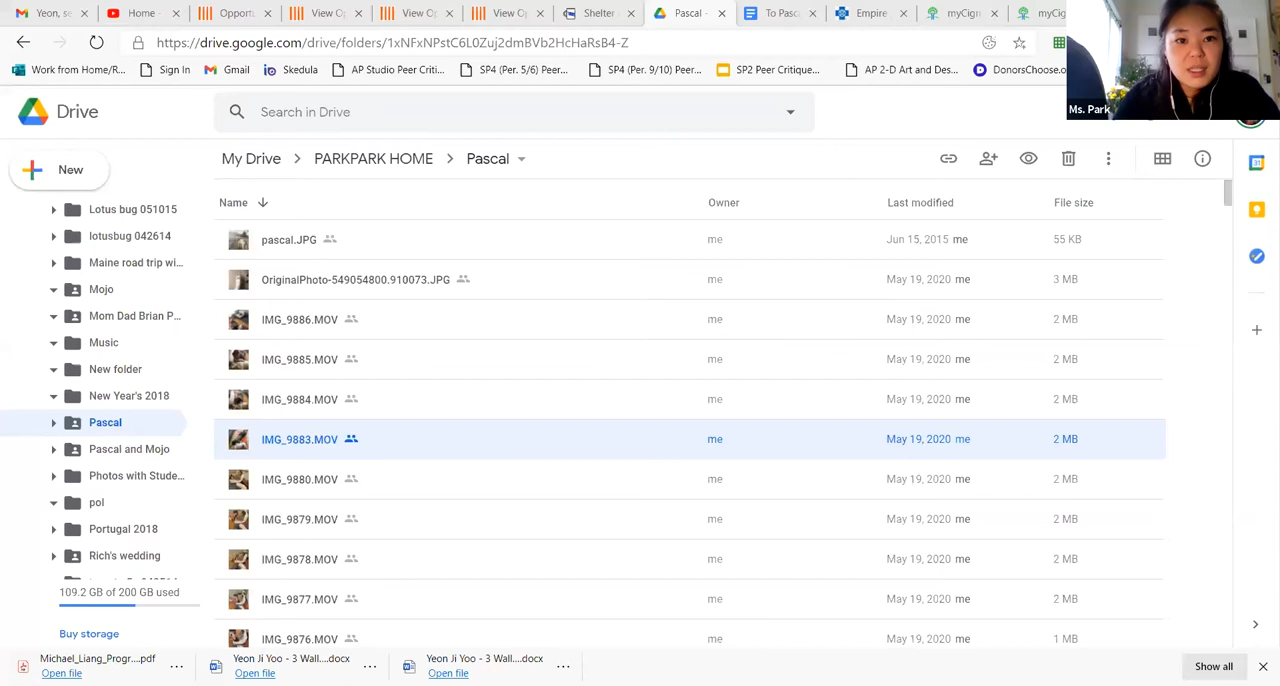 Yeon, se
Home -
Opportu
View Op
View Op
View Op
Shelter
Pascal -
To Pasca
Empire
myCign
myCi
https://drive.google.com/drive/folders/1xNFxNPstC6L0Zuj2dmBVb2HcHaRsB4-Z
Work from Home/R...
Sign In
Gmail
Skedula
AP Studio Peer Criti...
SP4 (Per. 5/6) Peer...
SP4 (Per. 9/10) Peer...
SP2 Peer Critique...
AP 2-D Art and Des...
DonorsChoose.o
Ms. Park
Drive
Search in Drive
New
My Drive > PARKPARK HOME > Pascal
Name
Owner
Last modified
File size
Lotus bug 051015
lotusbug 042614
Maine road trip wi...
Mojo
Mom Dad Brian P...
Music
New folder
New Year's 2018
Pascal
Pascal and Mojo
Photos with Stude...
pol
Portugal 2018
Rich's wedding
109.2 GB of 200 GB used
Buy storage
pascal.JPG me Jun 15, 2015 me 55 KB
OriginalPhoto-549054800.910073.JPG me May 19, 2020 me 3 MB
IMG_9886.MOV me May 19, 2020 me 2 MB
IMG_9885.MOV me May 19, 2020 me 2 MB
IMG_9884.MOV me May 19, 2020 me 2 MB
IMG_9883.MOV me May 19, 2020 me 2 MB
IMG_9880.MOV me May 19, 2020 me 2 MB
IMG_9879.MOV me May 19, 2020 me 2 MB
IMG_9878.MOV me May 19, 2020 me 2 MB
IMG_9877.MOV me May 19, 2020 me 2 MB
IMG_9876.MOV me May 19, 2020 me 1 MB
Michael_Liang_Progr....pdf
Open file
Yeon Ji Yoo - 3 Wall....docx
Open file
Yeon Ji Yoo - 3 Wall....docx
Open file
Show all